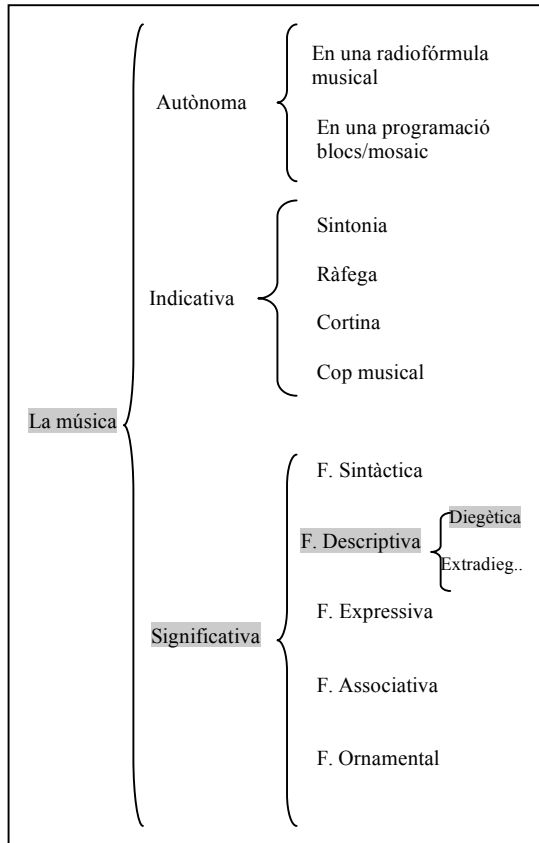 En una radiofórmula
musical
Autònoma
En una programació
blocs/mosaic
Sintonia
Ràfega
Indicativa
Cortina
Cop musical
La música
F. Sintàctica
Diegètica
F. Descriptiva
Extradieg..
F. Expressiva
Significativa
F. Associativa
F. Ornamental